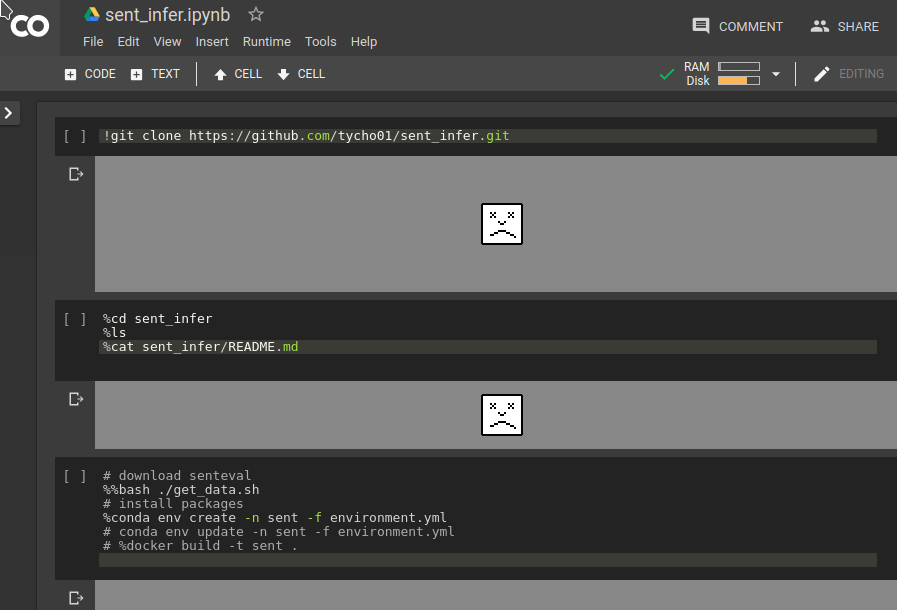 CO
sent_infer.ipynb
File Edit View Insert Runtime Tools Help
COMMENT
SHARE
CODE
TEXT
CELL
CELL
RAM
Disk
EDITING
[ ] !git clone https://github.com/tycho01/sent_infer.git
[ ] %cd sent_infer
%ls
%cat sent_infer/README.md
[ ] # download senteval
%%bash ./get_data.sh
# install packages
%conda env create -n sent -f environment.yml
# conda env update -n sent -f environment.yml
# %docker build -t sent .